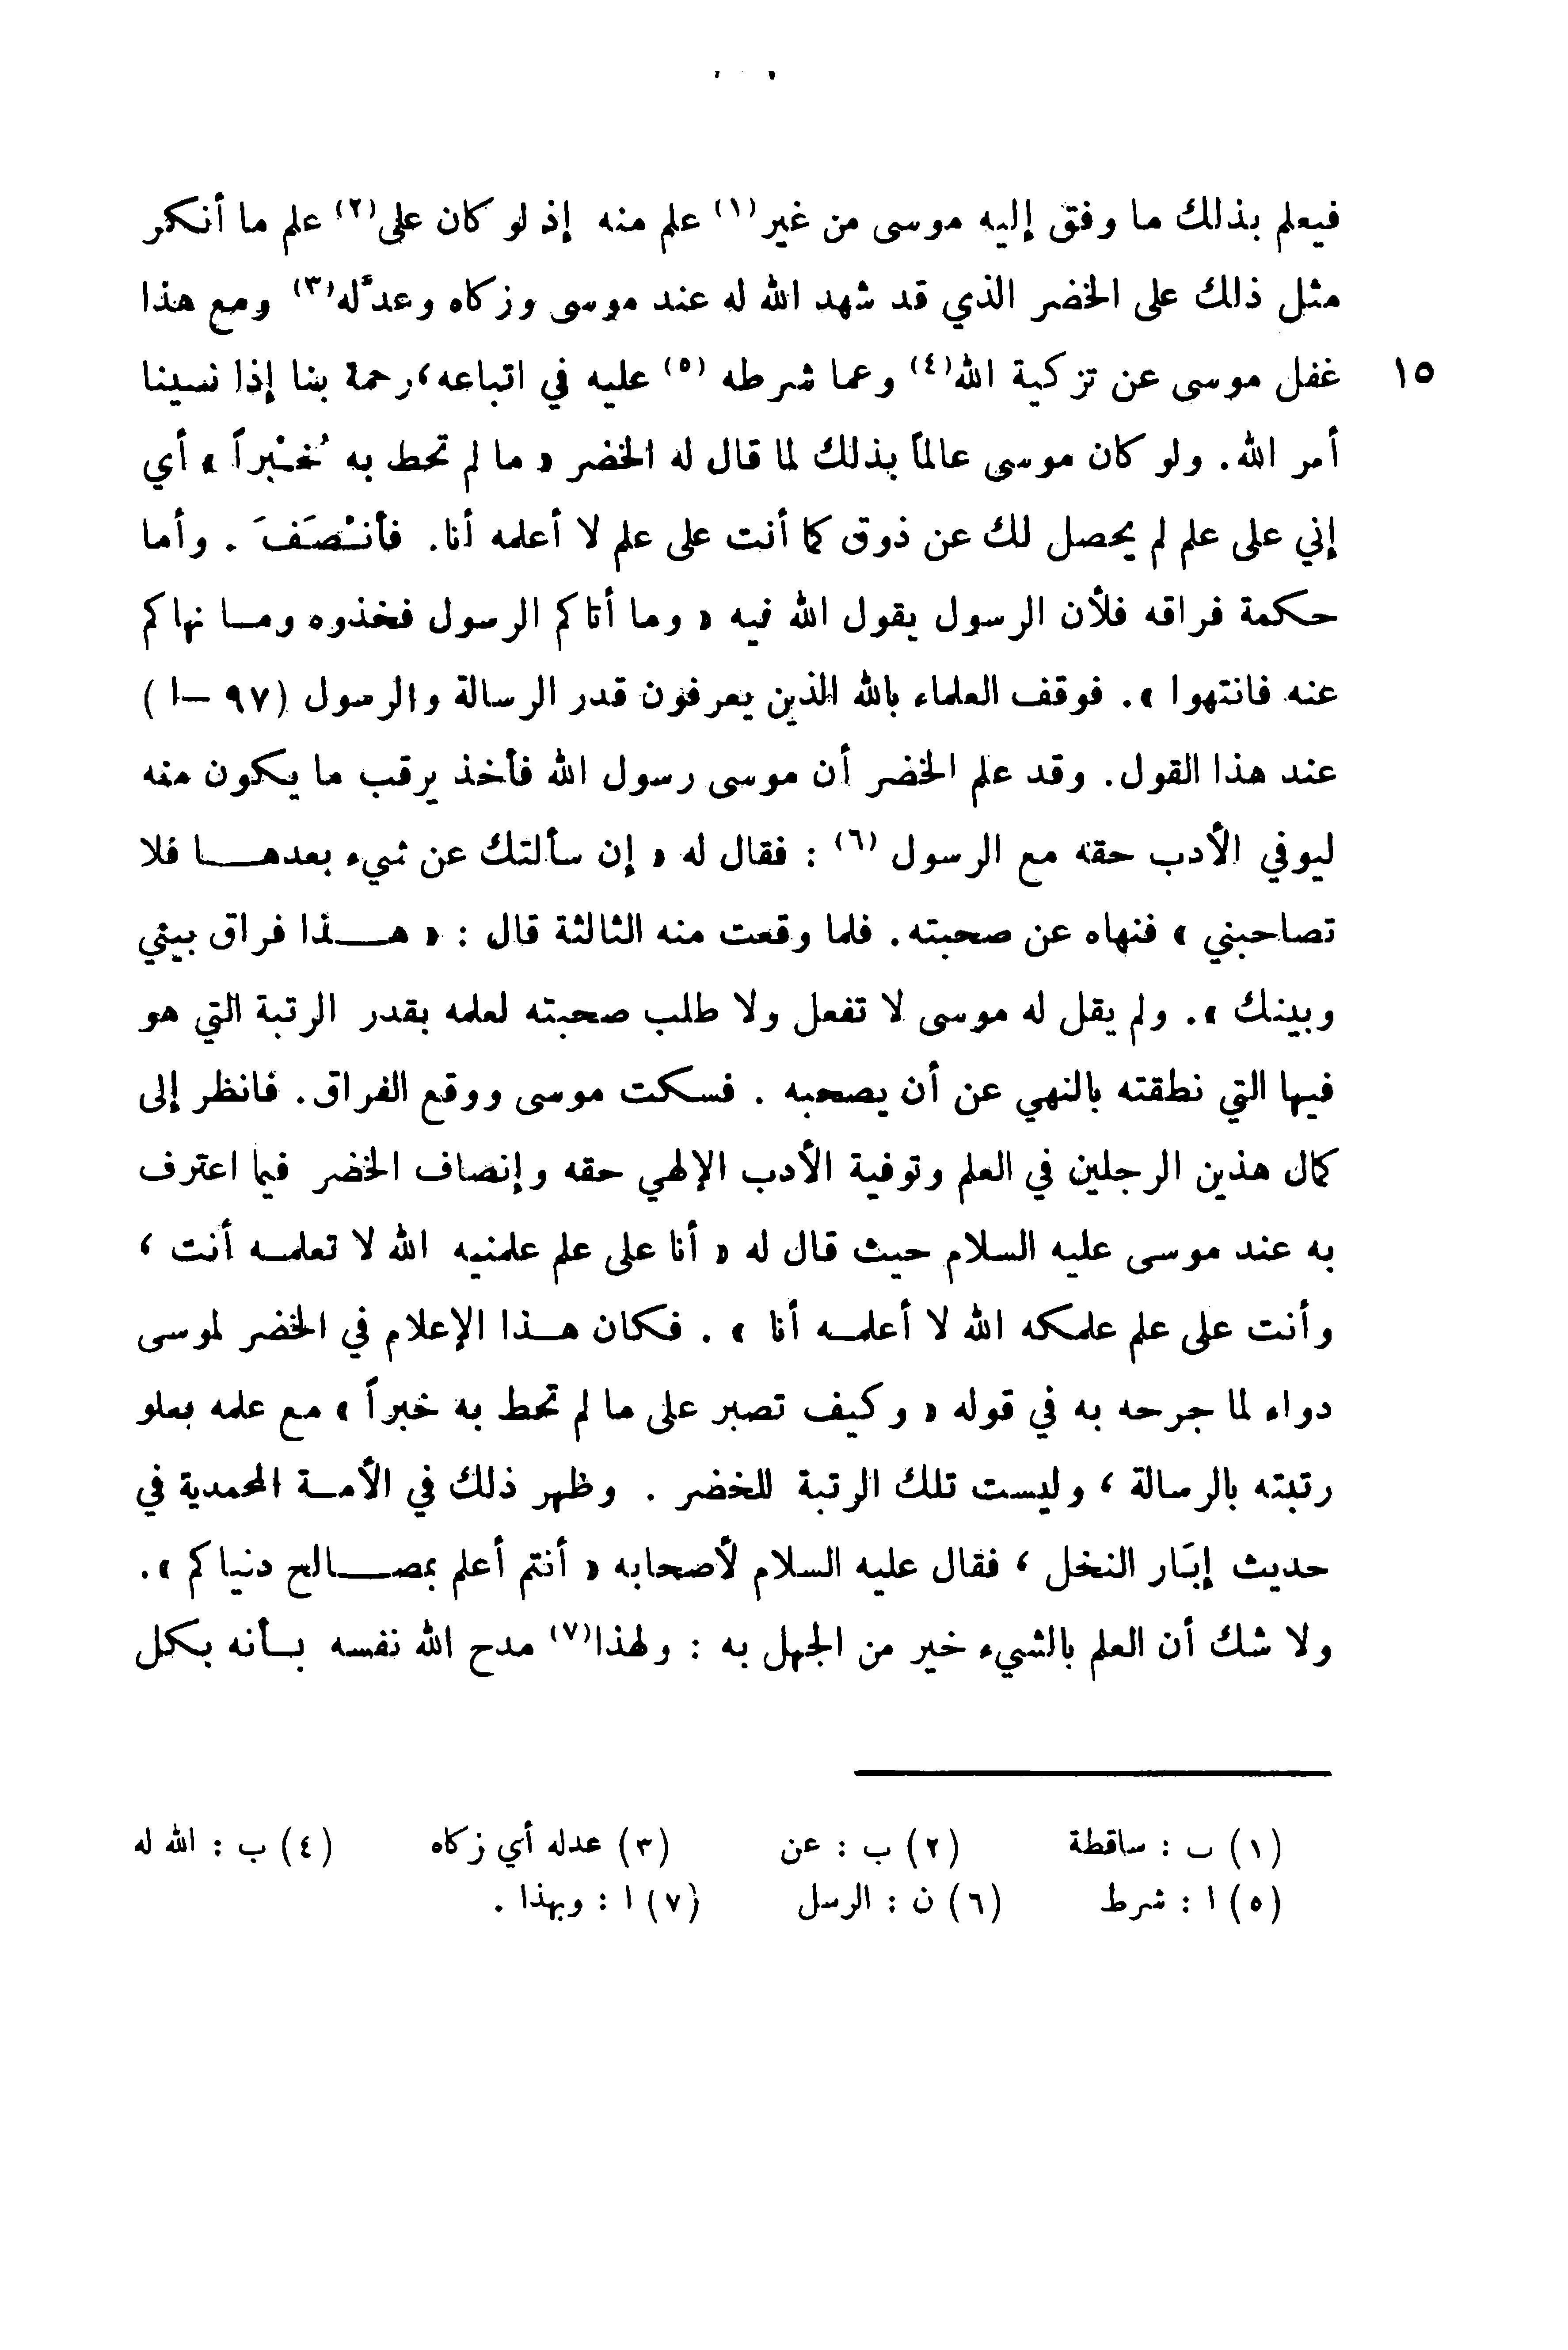 فيعلم بذلك ما وفق إليه موسى من غير(١) علم منه إذ لو كان على(٢) علم ما أنكر
مثل ذلك على الخضر الذي قد شهد الله له عند موسى وزكاه وعدَّله(٣) ومع هذا
١٥ غفل موسى عن تزكية الله(٤) وعما شرطه (٥) عليه في اتباعه، رحمة بنا إذا نسينا
أمر الله. ولو كان موسى عالماً بذلك لما قال له الخضر « ما لم تحط به خُبْراً » أي
إني على علم لم يحصل لك عن ذوق كما أنت على علم لا أعلمه أنا. فأنْصَفَ . وأما
حكمة فراقه فلأن الرسول يقول الله فيه « وما أتاكم الرسول فخذوه ومـا نهاكم
عنه فانتهوا ». فوقف العلماء بالله الذين يعرفون قدر الرسالة والرسول (٩٧ –ا )
عند هذا القول. وقد علم الخضر أن موسى رسول الله فأخذ يرقب ما يكون منه
ليوفي الأدب حقه مع الرسول (٦) : فقال له « إن سألتك عن شيء بعدهـــا فلا
تصاحبني » فنهاه عن صحبته. فلما وقعت منه الثالثة قال : « هـــذا فراق بيني
وبينك ». ولم يقل له موسى لا تفعل ولا طلب صحبته لعلمه بقدر الرتبة التي هو
فيها التي نطقته بالنهي عن أن يصحبه . فسكت موسى ووقع الفراق. فانظر إلى
كمال هذين الرجلين في العلم وتوفية الأدب الإلهي حقه وإنصاف الخضر فيما اعترف
به عند موسى عليه السلام حيث قال له « أنا على علم علمنيه الله لا تعلمـه أنت ،
وأنت على علم علمكه الله لا أعلمـه أنا » . فكان هـذا الإعلام في الخضر لموسى
دواء لما جرحه به في قوله « وكيف تصبر على ما لم تحط به خبراً » مع علمه بعلو
رتبته بالرسالة ، وليست تلك الرتبة للخضر . وظهر ذلك في الأمـة المحمدية في
حديث إبَار النخل ، فقال عليه السلام لأصحابه « أنتم أعلم بمصـــالح دنياكم ».
ولا شك أن العلم بالشيء خير من الجهل به : ولهذا(٧) مدح الله نفسه بـأنه بكل
(١) ب : ساقطة (٢) ب : عن (٣) عدله أي زكاه (٤) ب : الله له
(٥) ا : شرط (٦) ن : الرسل (٧) ا : وبهذا .